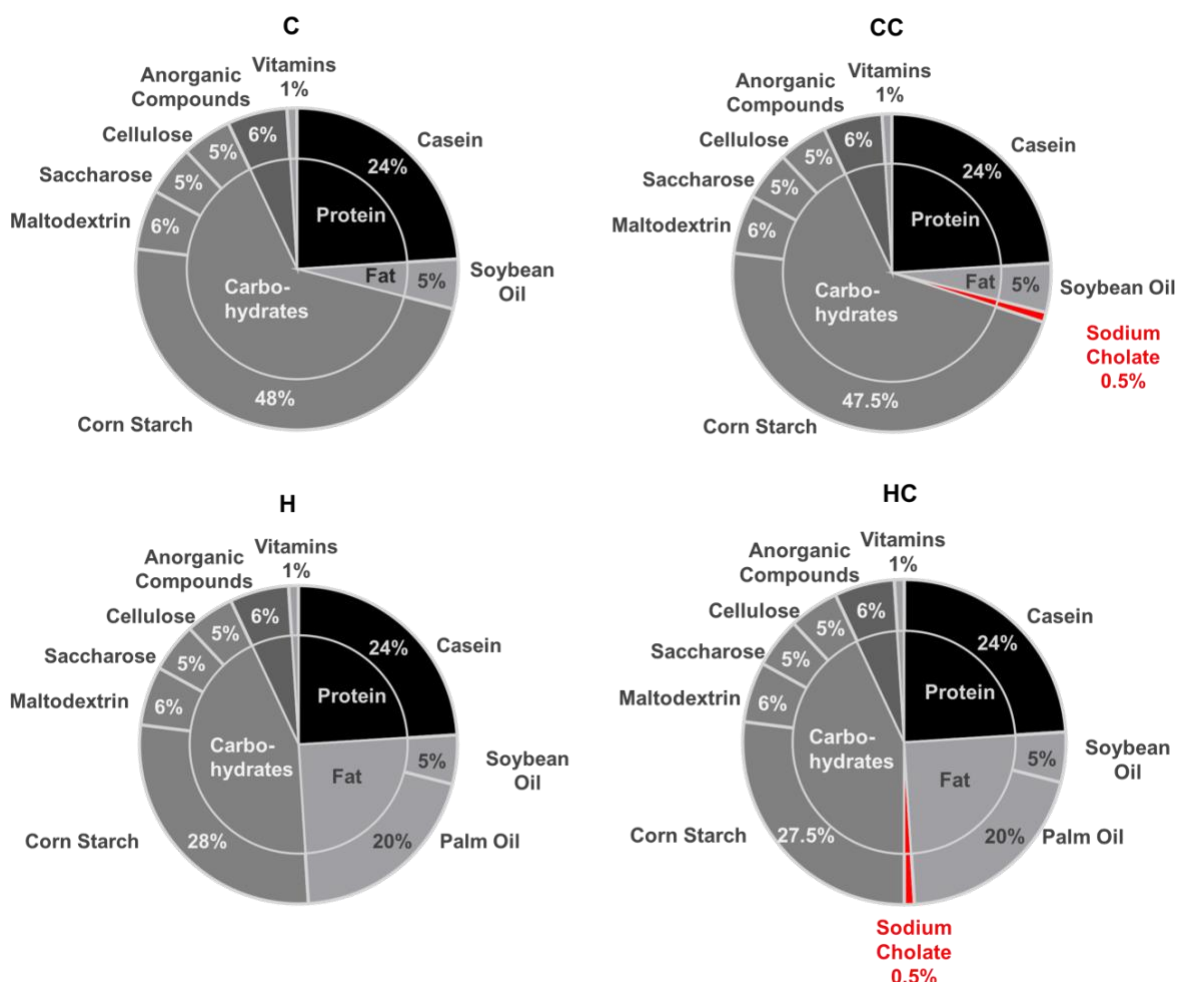 C
Vitamins
1%
Anorganic
Compounds
6%
Cellulose
5%
Saccharose
5%
Maltodextrin
6%
Casein
24%
Protein
Fat
5%
Soybean
Oil
Carbo-
hydrates
48%
Corn Starch
CC
Vitamins
1%
Anorganic
Compounds
6%
Cellulose
5%
Saccharose
5%
Maltodextrin
6%
Casein
24%
Protein
Fat
5%
Soybean Oil
Sodium
Cholate
0.5%
Carbo-
hydrates
47.5%
Corn Starch
H
Vitamins
1%
Anorganic
Compounds
6%
Cellulose
5%
Saccharose
5%
Maltodextrin
6%
Casein
24%
Protein
Carbo-
hydrates
Fat
5%
Soybean
Oil
Corn Starch
28%
20%
Palm Oil
HC
Vitamins
1%
Anorganic
Compounds
6%
Cellulose
5%
Saccharose
5%
Maltodextrin
6%
Casein
24%
Protein
Carbo-
hydrates
Fat
5%
Soybean
Oil
Corn Starch
27.5%
20%
Palm Oil
Sodium
Cholate
0.5%